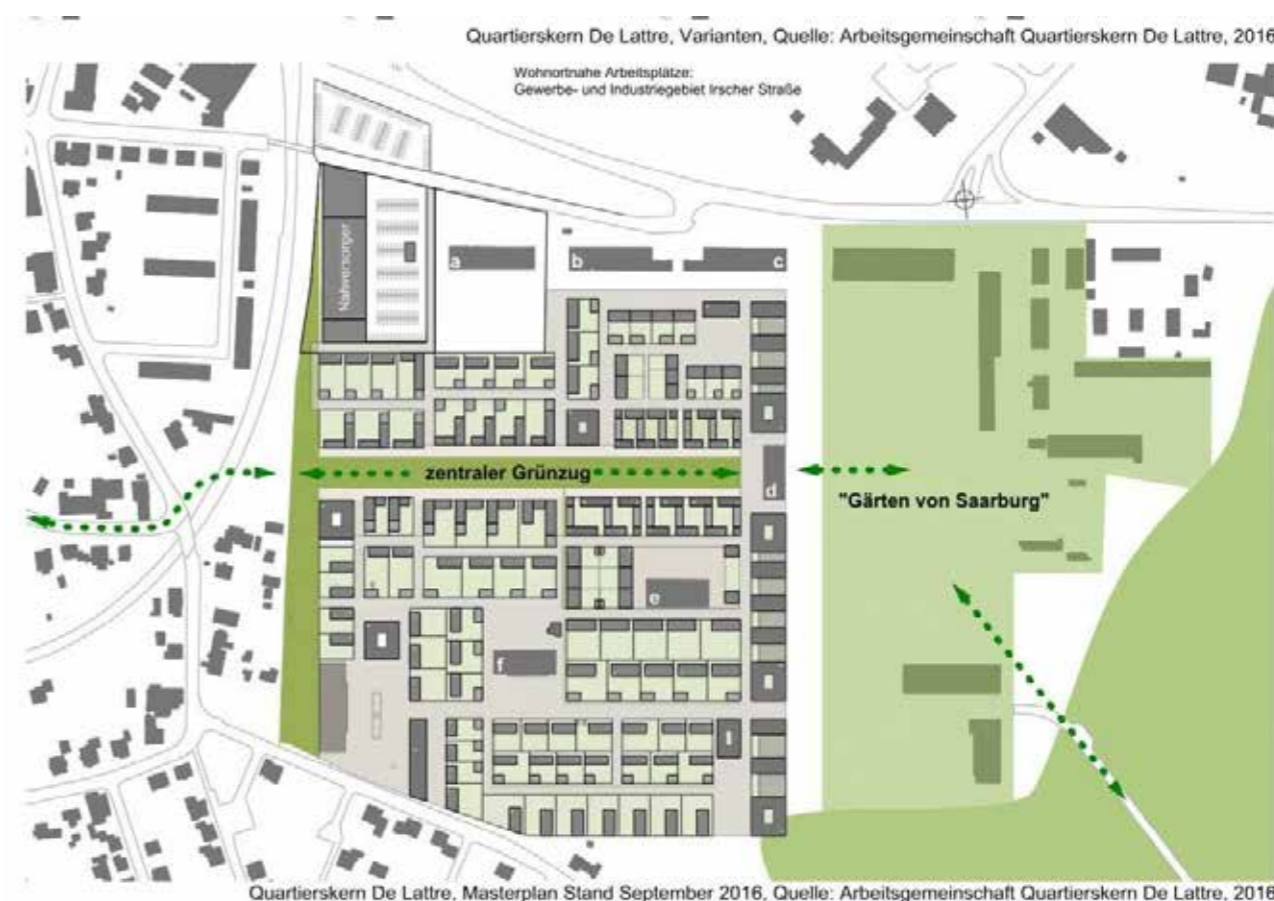 Quartierskern De Lattre, Varianten, Quelle: Arbeitsgemeinschaft Quartierskern De Lattre, 2016
Wohnortnahe Arbeitsplätze:
Gewerbe- und Industriegebiet Irscher Straße
Nahversorger
a
b
c
zentraler Grünzug
d
"Gärten von Saarburg"
e
f
Quartierskern De Lattre, Masterplan Stand September 2016, Quelle: Arbeitsgemeinschaft Quartierskern De Lattre, 2016